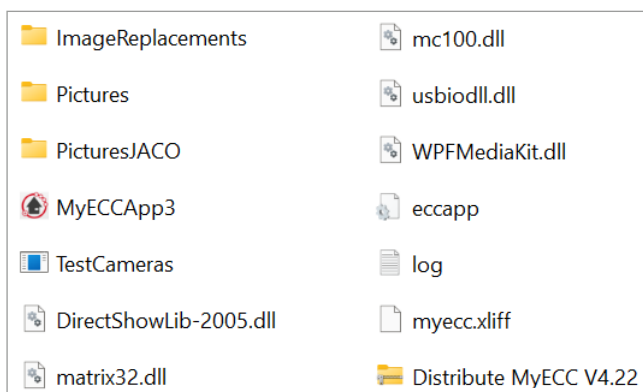 ImageReplacements
Pictures
PicturesJACO
MyECCApp3
TestCameras
DirectShowLib-2005.dll
matrix32.dll
mc100.dll
usbiodll.dll
WPFMediaKit.dll
eccapp
log
myecc.xliff
Distribute MyECC V4.22